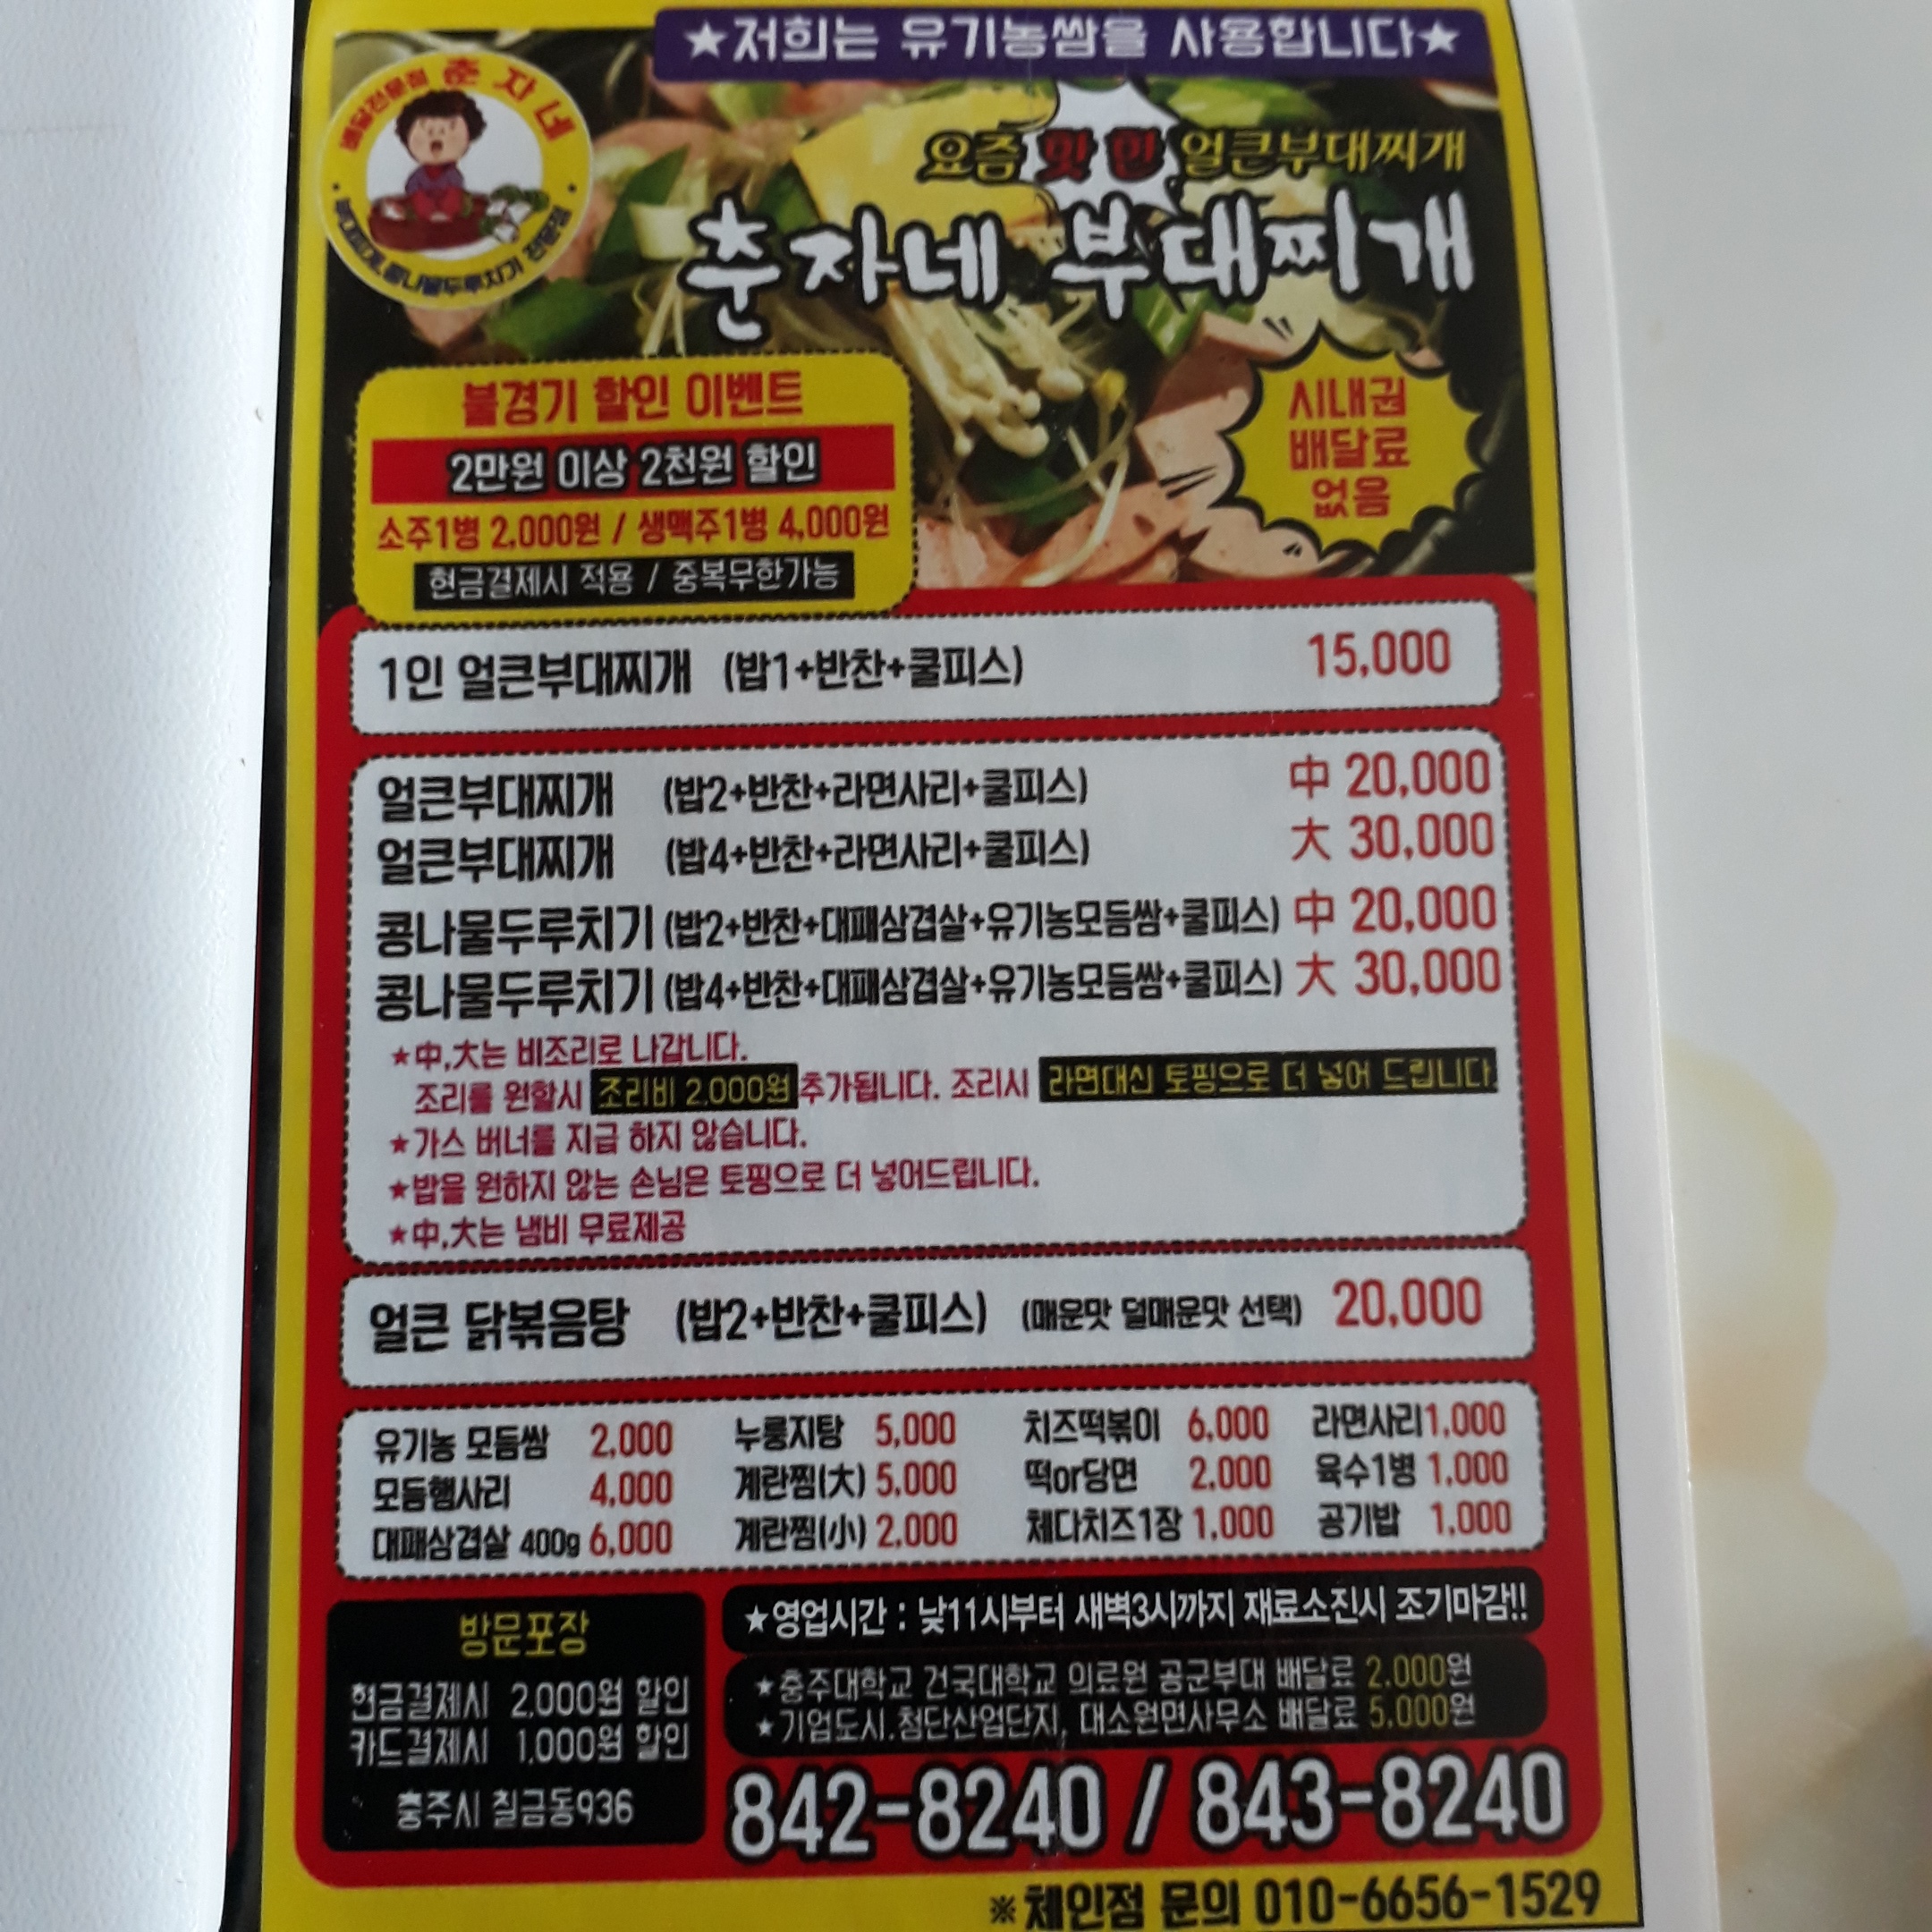 ★저희는 유기농쌈을 사용합니다★
배달전문점 춘자네
부대찌개,콩나물두루치기 전문점
요즘 맛 힌 얼큰부대찌개
춘자네 부대찌개
불경기 할인 이벤트
2만원 이상 2천원 할인
소주1병 2,000원 / 생맥주1병 4,000원
현금결제시 적용 / 중복무한가능
시내권
배달료
없음
1인 얼큰부대찌개 (밥1+반찬+쿨피스) 15,000
얼큰부대찌개 (밥2+반찬+라면사리+쿨피스) 中 20,000
얼큰부대찌개 (밥4+반찬+라면사리+쿨피스) 大 30,000
콩나물두루치기 (밥2+반찬+대패삼겹살+유기농모듬쌈+쿨피스) 中 20,000
콩나물두루치기 (밥4+반찬+대패삼겹살+유기농모듬쌈+쿨피스) 大 30,000
★中,大는 비조리로 나갑니다.
조리를 원할시 조리비 2,000원 추가됩니다. 조리시 라면대신 토핑으로 더 넣어 드립니다.
★가스 버너를 지급 하지 않습니다.
★밥을 원하지 않는 손님은 토핑으로 더 넣어드립니다.
★中,大는 냄비 무료제공
얼큰 닭볶음탕 (밥2+반찬+쿨피스) (매운맛 덜매운맛 선택) 20,000
유기농 모듬쌈 2,000 누룽지탕 5,000 치즈떡볶이 6,000 라면사리 1,000
모듬햄사리 4,000 계란찜(大) 5,000 떡or당면 2,000 육수1병 1,000
대패삼겹살 400g 6,000 계란찜(小) 2,000 체다치즈1장 1,000 공기밥 1,000
방문포장
현금결제시 2,000원 할인
카드결제시 1,000원 할인
충주시 칠금동936
★영업시간 : 낮11시부터 새벽3시까지 재료소진시 조기마감!!
★충주대학교 건국대학교 의료원 공군부대 배달료 2,000원
★기업도시.첨단산업단지, 대소원면사무소 배달료 5,000원
842-8240 / 843-8240
※체인점 문의 010-6656-1529